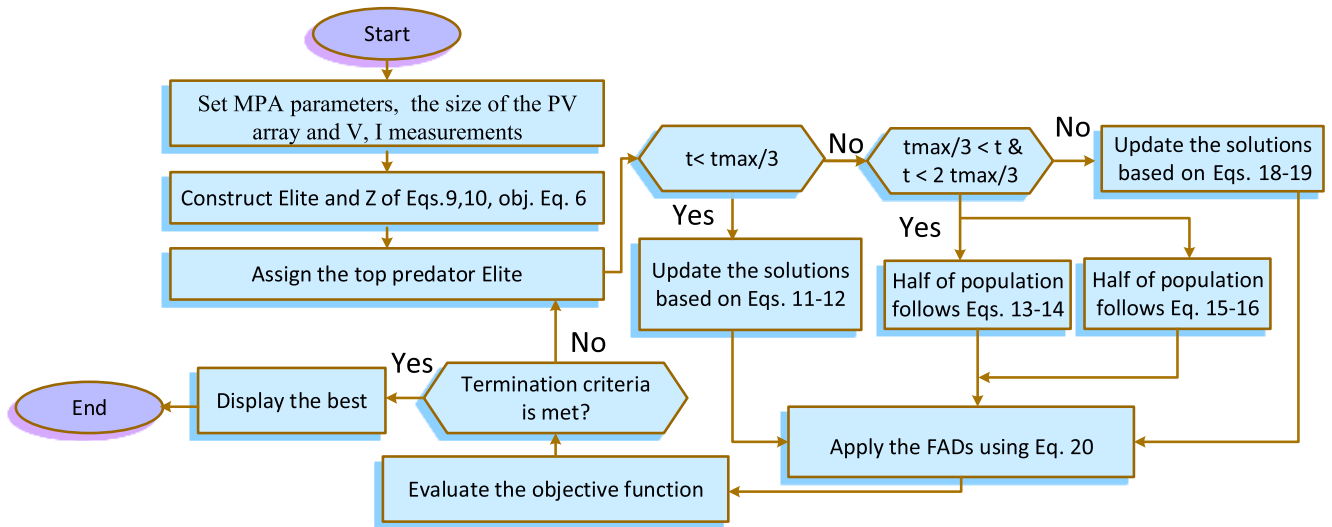 Start
Set MPA parameters,  the size of the PV
array and V, I measurements
Construct Elite and Z of Eqs.9,10, obj. Eq. 6
Assign the top predator Elite
t< tmax/3
No
tmax/3 < t &
t < 2 tmax/3
No
Update the solutions
based on Eqs. 18-19
Yes
Update the solutions
based on Eqs. 11-12
Yes
Half of population
follows Eqs. 13-14
Half of population
follows Eq. 15-16
Apply the FADs using Eq. 20
Evaluate the objective function
Termination criteria
is met?
No
Yes
Display the best
End